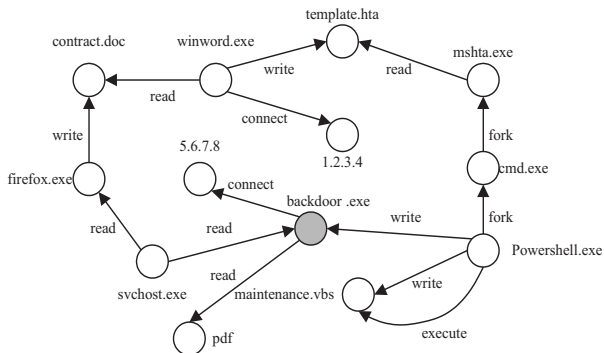 template.hta
contract.doc
winword.exe
mshta.exe
write
read
read
connect
write
fork
5.6.7.8
1.2.3.4
firefox.exe
connect
cmd.exe
backdoor .exe
write
fork
read
read
Powershell.exe
read
svchost.exe
maintenance.vbs
write
pdf
execute